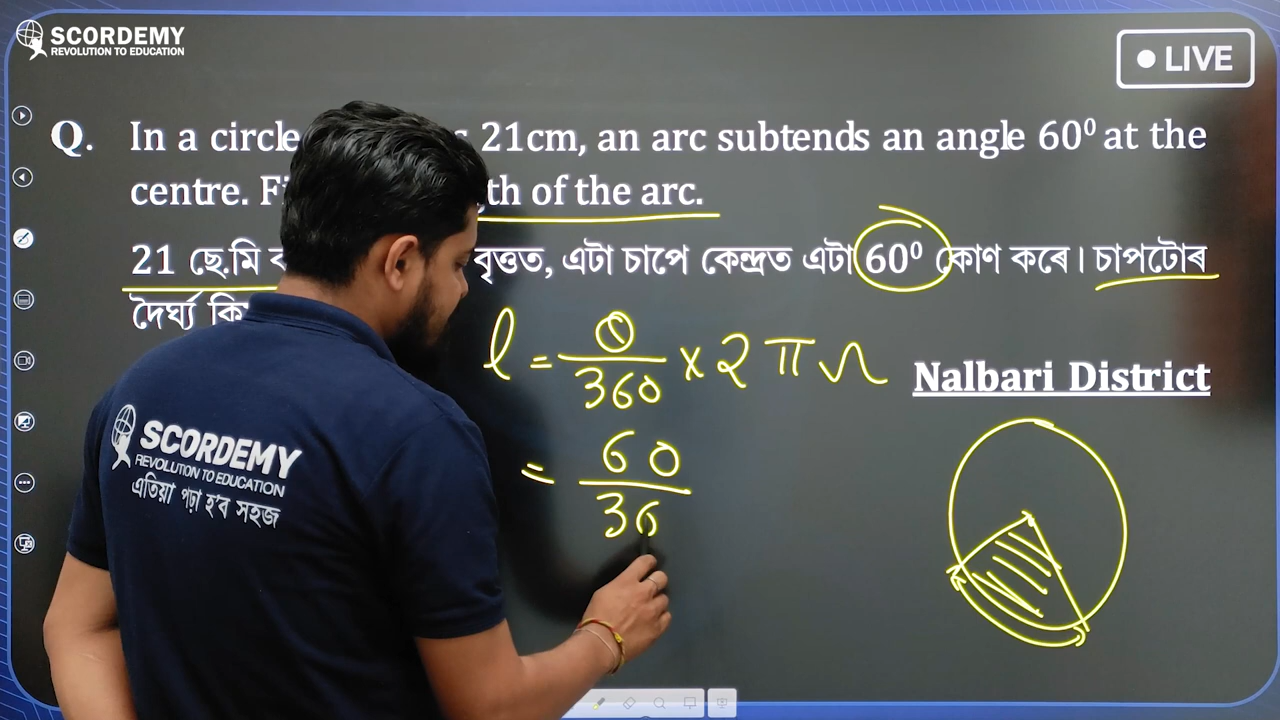 SCORDEMY
REVOLUTION TO EDUCATION
LIVE
Q. In a circle 21cm, an arc subtends an angle 60⁰ at the
centre. of the arc.
21 ছে.মি বৃত্তত, এটা চাপে কেন্দ্ৰত এটা 60⁰ কোণ কৰে। চাপটোৰ
দৈৰ্ঘ্য
l = θ/360 × 2πr
Nalbari District
= 60/36
SCORDEMY
REVOLUTION TO EDUCATION
এতিয়া পঢ়া হ'ব সহজ